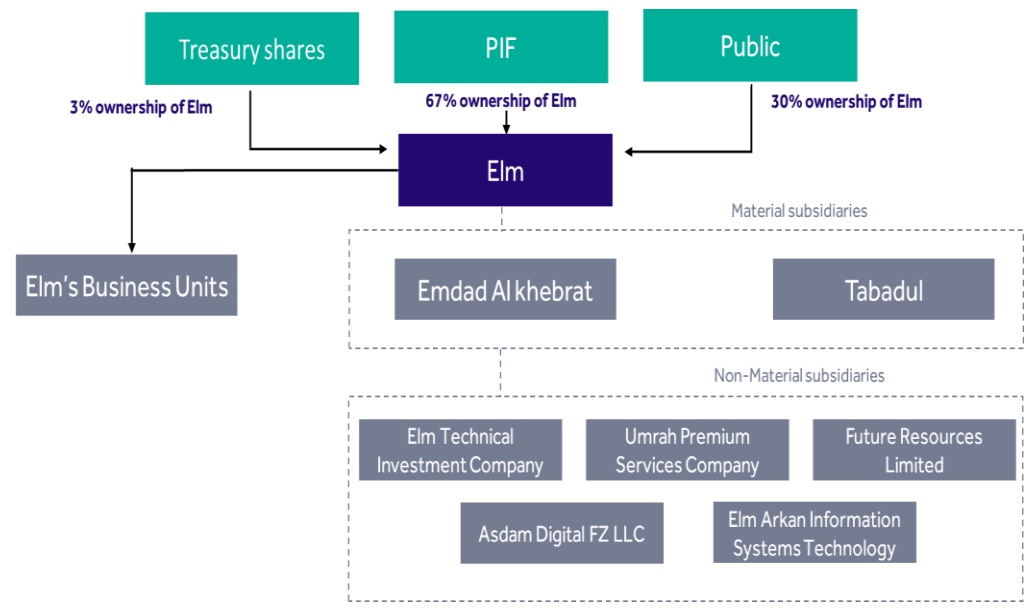 Treasury shares
PIF
Public
3% ownership of Elm
67% ownership of Elm
30% ownership of Elm
Elm
Material subsidiaries
Elm's Business Units
Emdad Al khebrat
Tabadul
Non-Material subsidiaries
Elm Technical
Investment Company
Umrah Premium
Services Company
Future Resources
Limited
Asdam Digital FZ LLC
Elm Arkan Information
Systems Technology